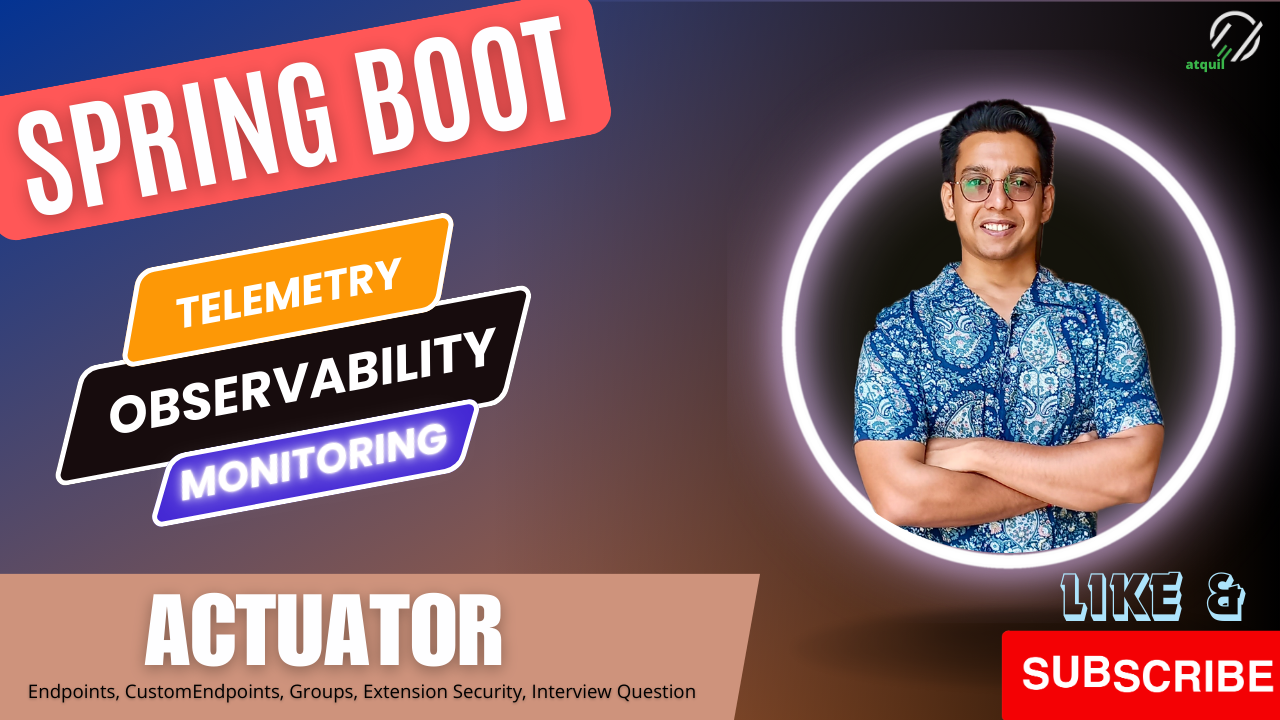 SPRING BOOT
atquil
TELEMETRY
OBSERVABILITY
MONITORING
ACTUATOR
Endpoints, CustomEndpoints, Groups, Extension Security, Interview Question
LIKE &
SUBSCRIBE